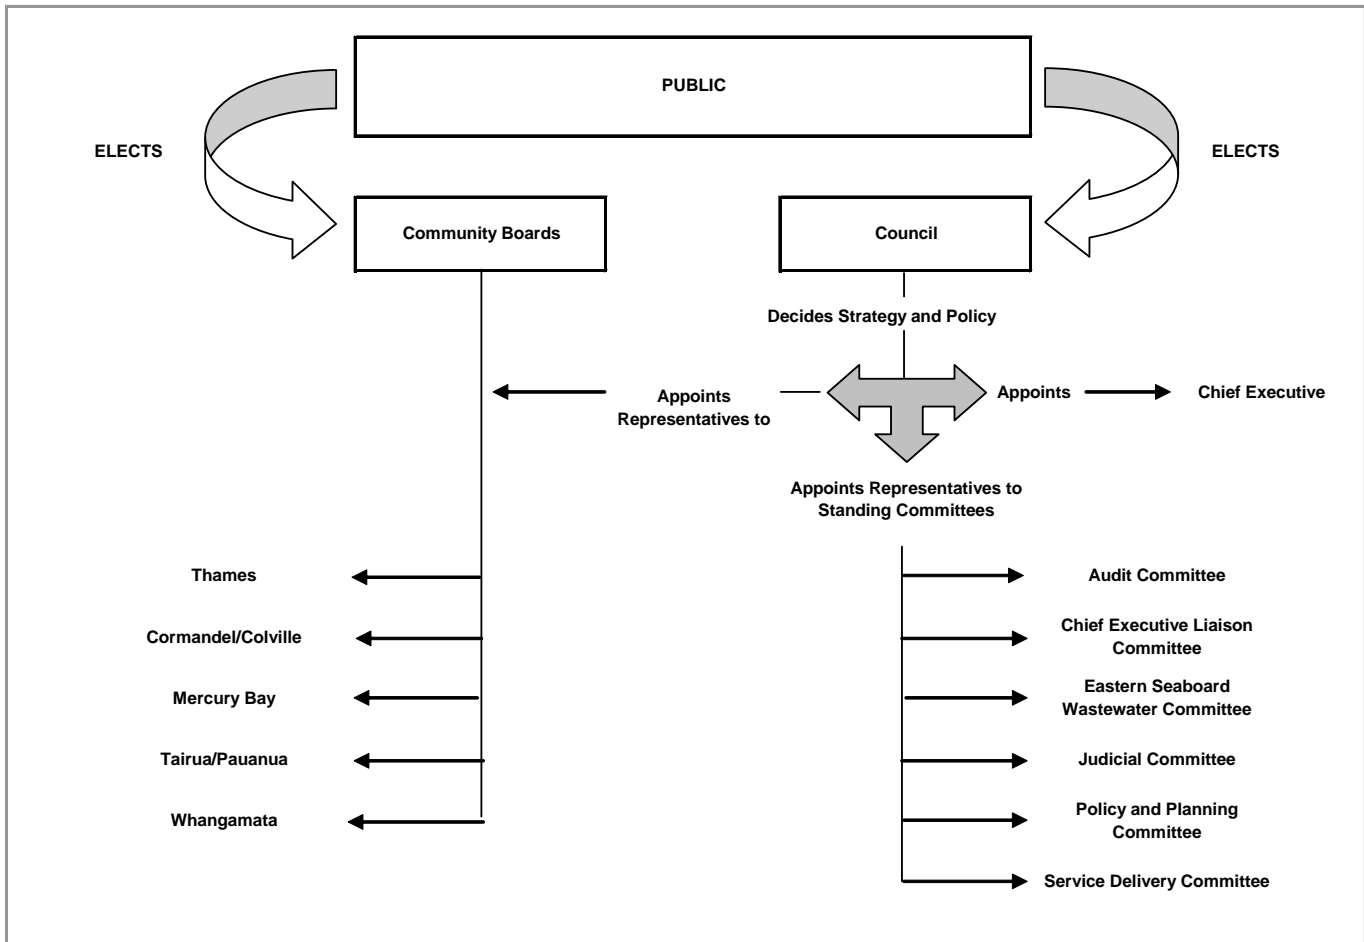 PUBLIC
ELECTS
ELECTS
Community Boards
Council
Decides Strategy and Policy
Appoints
Representatives to
Appoints
Chief Executive
Appoints Representatives to
Standing Committees
Thames
Cormandel/Colville
Mercury Bay
Tairua/Pauanua
Whangamata
Audit Committee
Chief Executive Liaison
Committee
Eastern Seaboard
Wastewater Committee
Judicial Committee
Policy and Planning
Committee
Service Delivery Committee